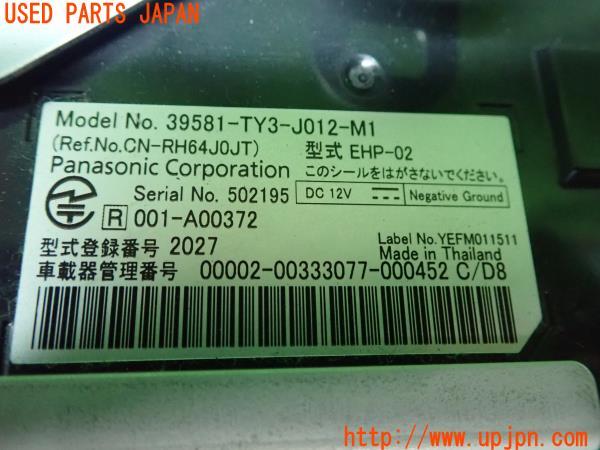 USED PARTS JAPAN
Model No. 39581-TY3-J012-M1
(Ref.No.CN-RH64J0JT) 型式 EHP-02
Panasonic Corporation このシールをはがさないでください。
Serial No. 502195 DC 12V Negative Ground
R 001-A00372
型式登録番号 2027 Label No.YEFM011511
Made in Thailand
車載器管理番号 00002-00333077-000452 C/D8
http://www.upjpn.com